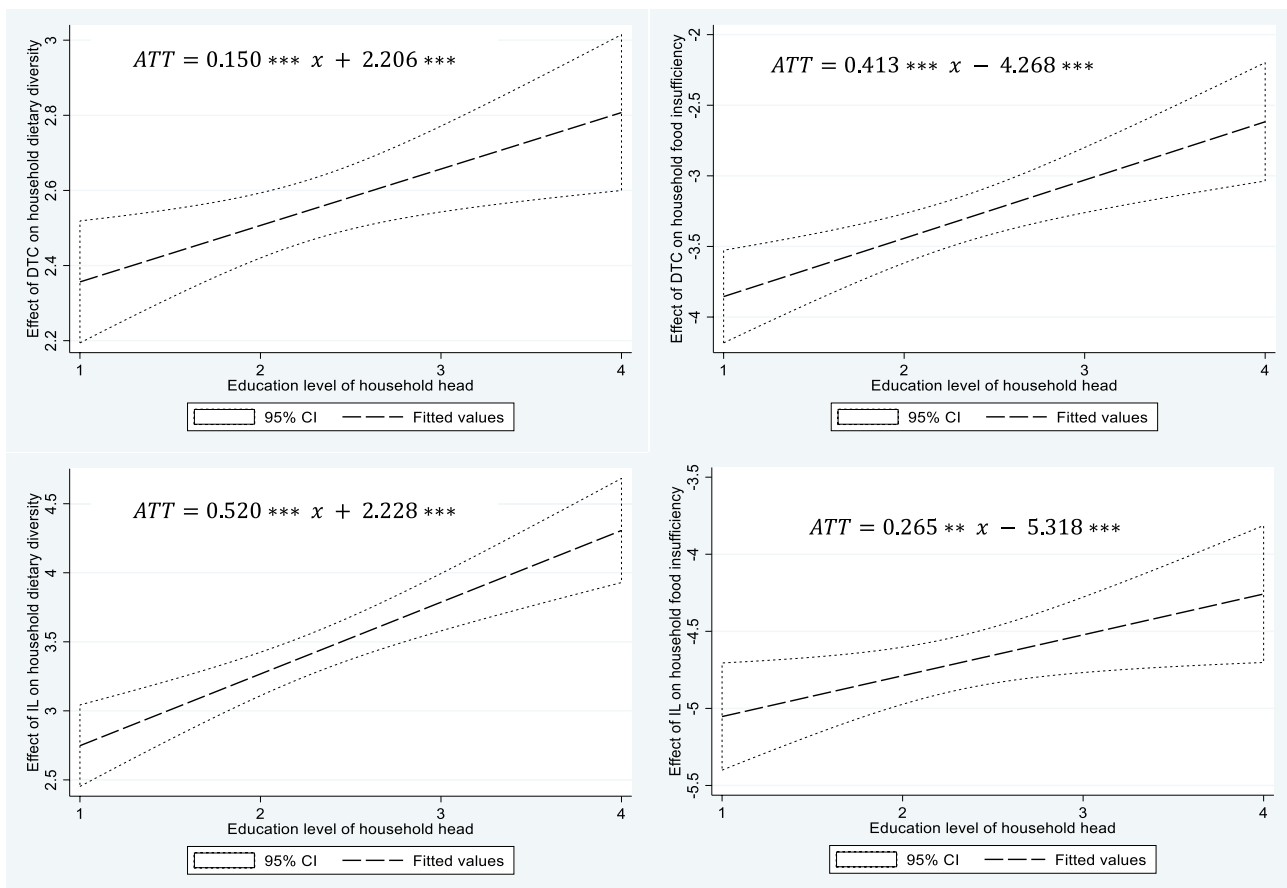 ATT = 0.150 *** x + 2.206 ***
Effect of DTC on household dietary diversity
3
2.8
2.6
2.4
2.2
1 2 3 4
Education level of household head
95% CI Fitted values
ATT = 0.413 *** x − 4.268 ***
Effect of DTC on household food insufficiency
-2
-2.5
-3
-3.5
-4
1 2 3 4
Education level of household head
95% CI Fitted values
ATT = 0.520 *** x + 2.228 ***
Effect of IL on household dietary diversity
4.5
4
3.5
3
2.5
1 2 3 4
Education level of household head
95% CI Fitted values
ATT = 0.265 ** x − 5.318 ***
Effect of IL on household food insufficiency
-3.5
-4
-4.5
-5
-5.5
1 2 3 4
Education level of household head
95% CI Fitted values